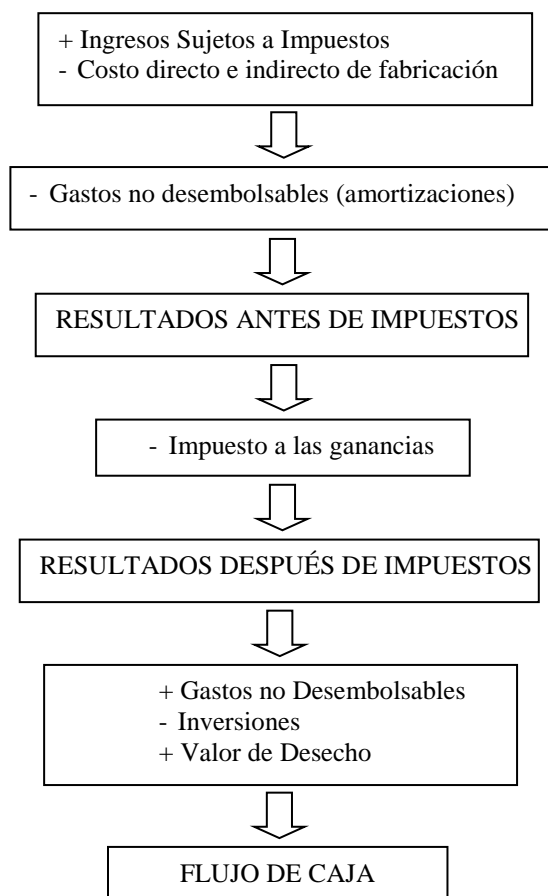 + Ingresos Sujetos a Impuestos
- Costo directo e indirecto de fabricación
- Gastos no desembolsables (amortizaciones)
RESULTADOS ANTES DE IMPUESTOS
- Impuesto a las ganancias
RESULTADOS DESPUÉS DE IMPUESTOS
+ Gastos no Desembolsables
- Inversiones
+ Valor de Desecho
FLUJO DE CAJA